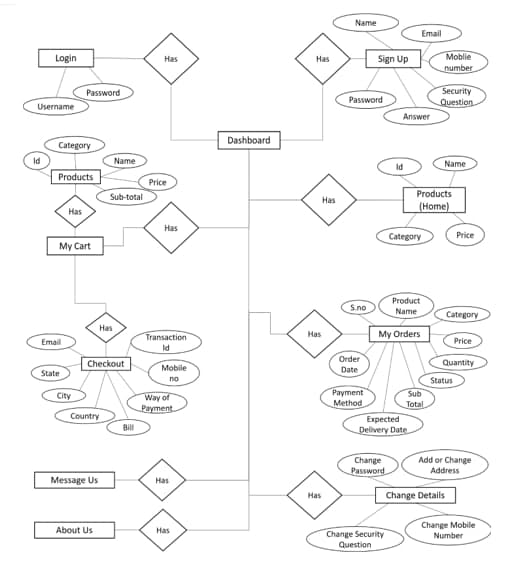 Name
Email
Login
Has
Has
Sign Up
Moblie
number
Password
Username
Password
Security
Question
Answer
Dashboard
Category
Id
Name
Products
Price
Sub-total
Has
My Cart
Has
Id
Name
Has
Products
(Home)
Category
Price
Has
Email
Transaction
Id
Checkout
State
Mobile
no
City
Way of
Payment
Country
Bill
S.no
Product
Name
Category
Has
My Orders
Price
Order
Date
Quantity
Status
Payment
Method
Sub
Total
Expected
Delivery Date
Message Us
Has
Change
Password
Add or Change
Address
Has
Change Details
About Us
Has
Change Security
Question
Change Mobile
Number